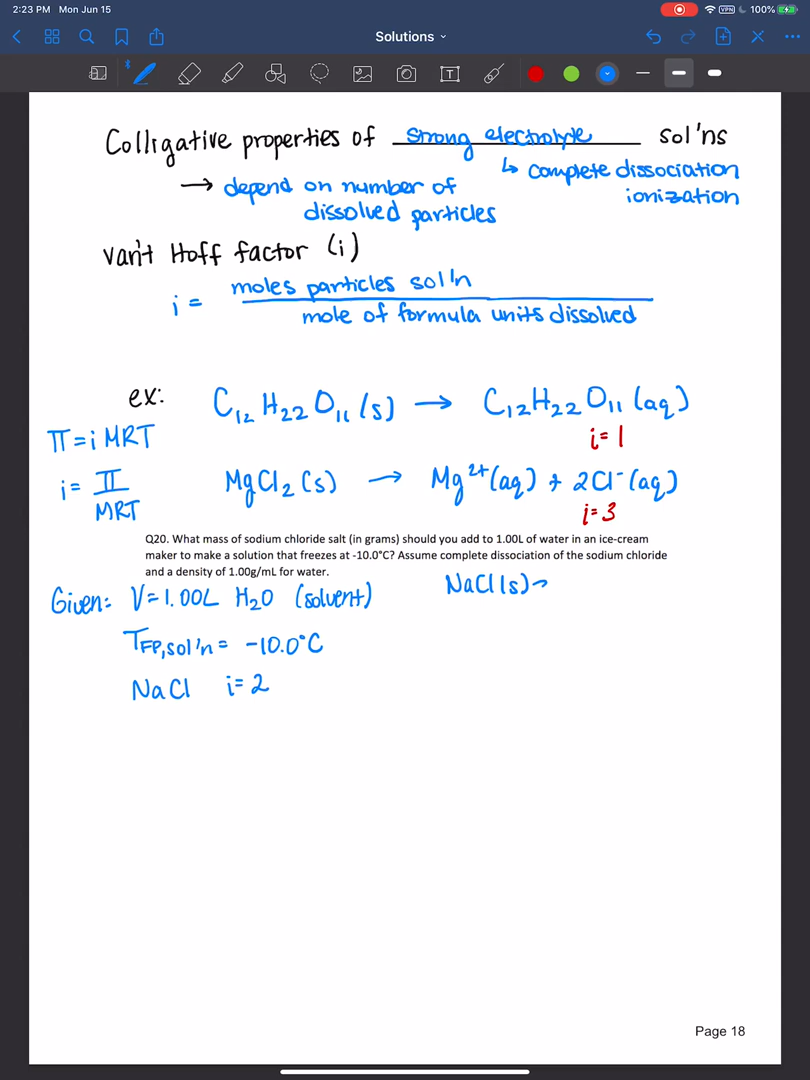 2:23 PM Mon Jun 15
VPN 100%
Solutions
T
Colligative properties of strong electrolyte sol'ns
↳ complete dissociation
ionization
→ depend on number of
dissolved particles
van't Hoff factor (i)
i = moles particles sol'n
mole of formula units dissolved
ex: C₁₂H₂₂O₁₁(s) → C₁₂H₂₂O₁₁(aq)
i=1
π=iMRT
i= π
MRT
MgCl₂(s) → Mg²⁺(aq) + 2Cl⁻(aq)
i=3
Q20. What mass of sodium chloride salt (in grams) should you add to 1.00L of water in an ice-cream
maker to make a solution that freezes at -10.0°C? Assume complete dissociation of the sodium chloride
and a density of 1.00g/mL for water.
Given: V=1.00L H₂O (solvent)
NaCl(s)→
T_FP,sol'n = -10.0°C
NaCl i=2
Page 18